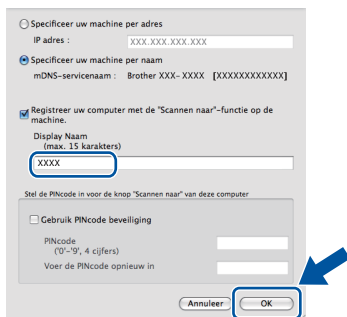 Specificeer uw machine per adres
IP adres : XXX.XXX.XXX.XXX
Specificeer uw machine per naam
mDNS-servicenaam : Brother XXX-XXXX [XXXXXXXXXXXX]
Registreer uw computer met de "Scannen naar"-functie op de
machine.
Display Naam
(max. 15 karakters)
XXXX
Stel de PINcode in voor de knop "Scannen naar" van deze computer
Gebruik PINcode beveiliging
PINcode
('0'-'9', 4 cijfers)
Voer de PINcode opnieuw in
Annuleer OK